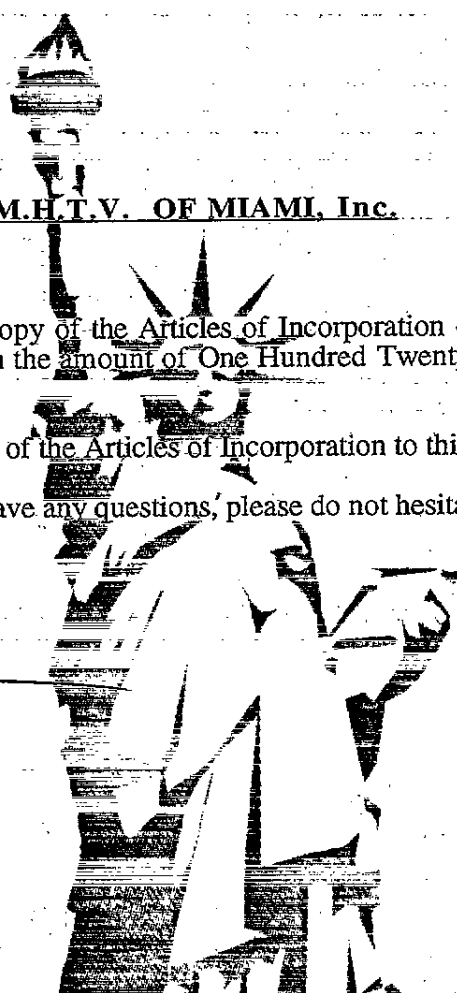 M.H.T.V. OF MIAMI, Inc.
opy of the Articles of Incorporation
the amount of One Hundred Twent
of the Articles of Incorporation to thi
ave any questions, please do not hesita